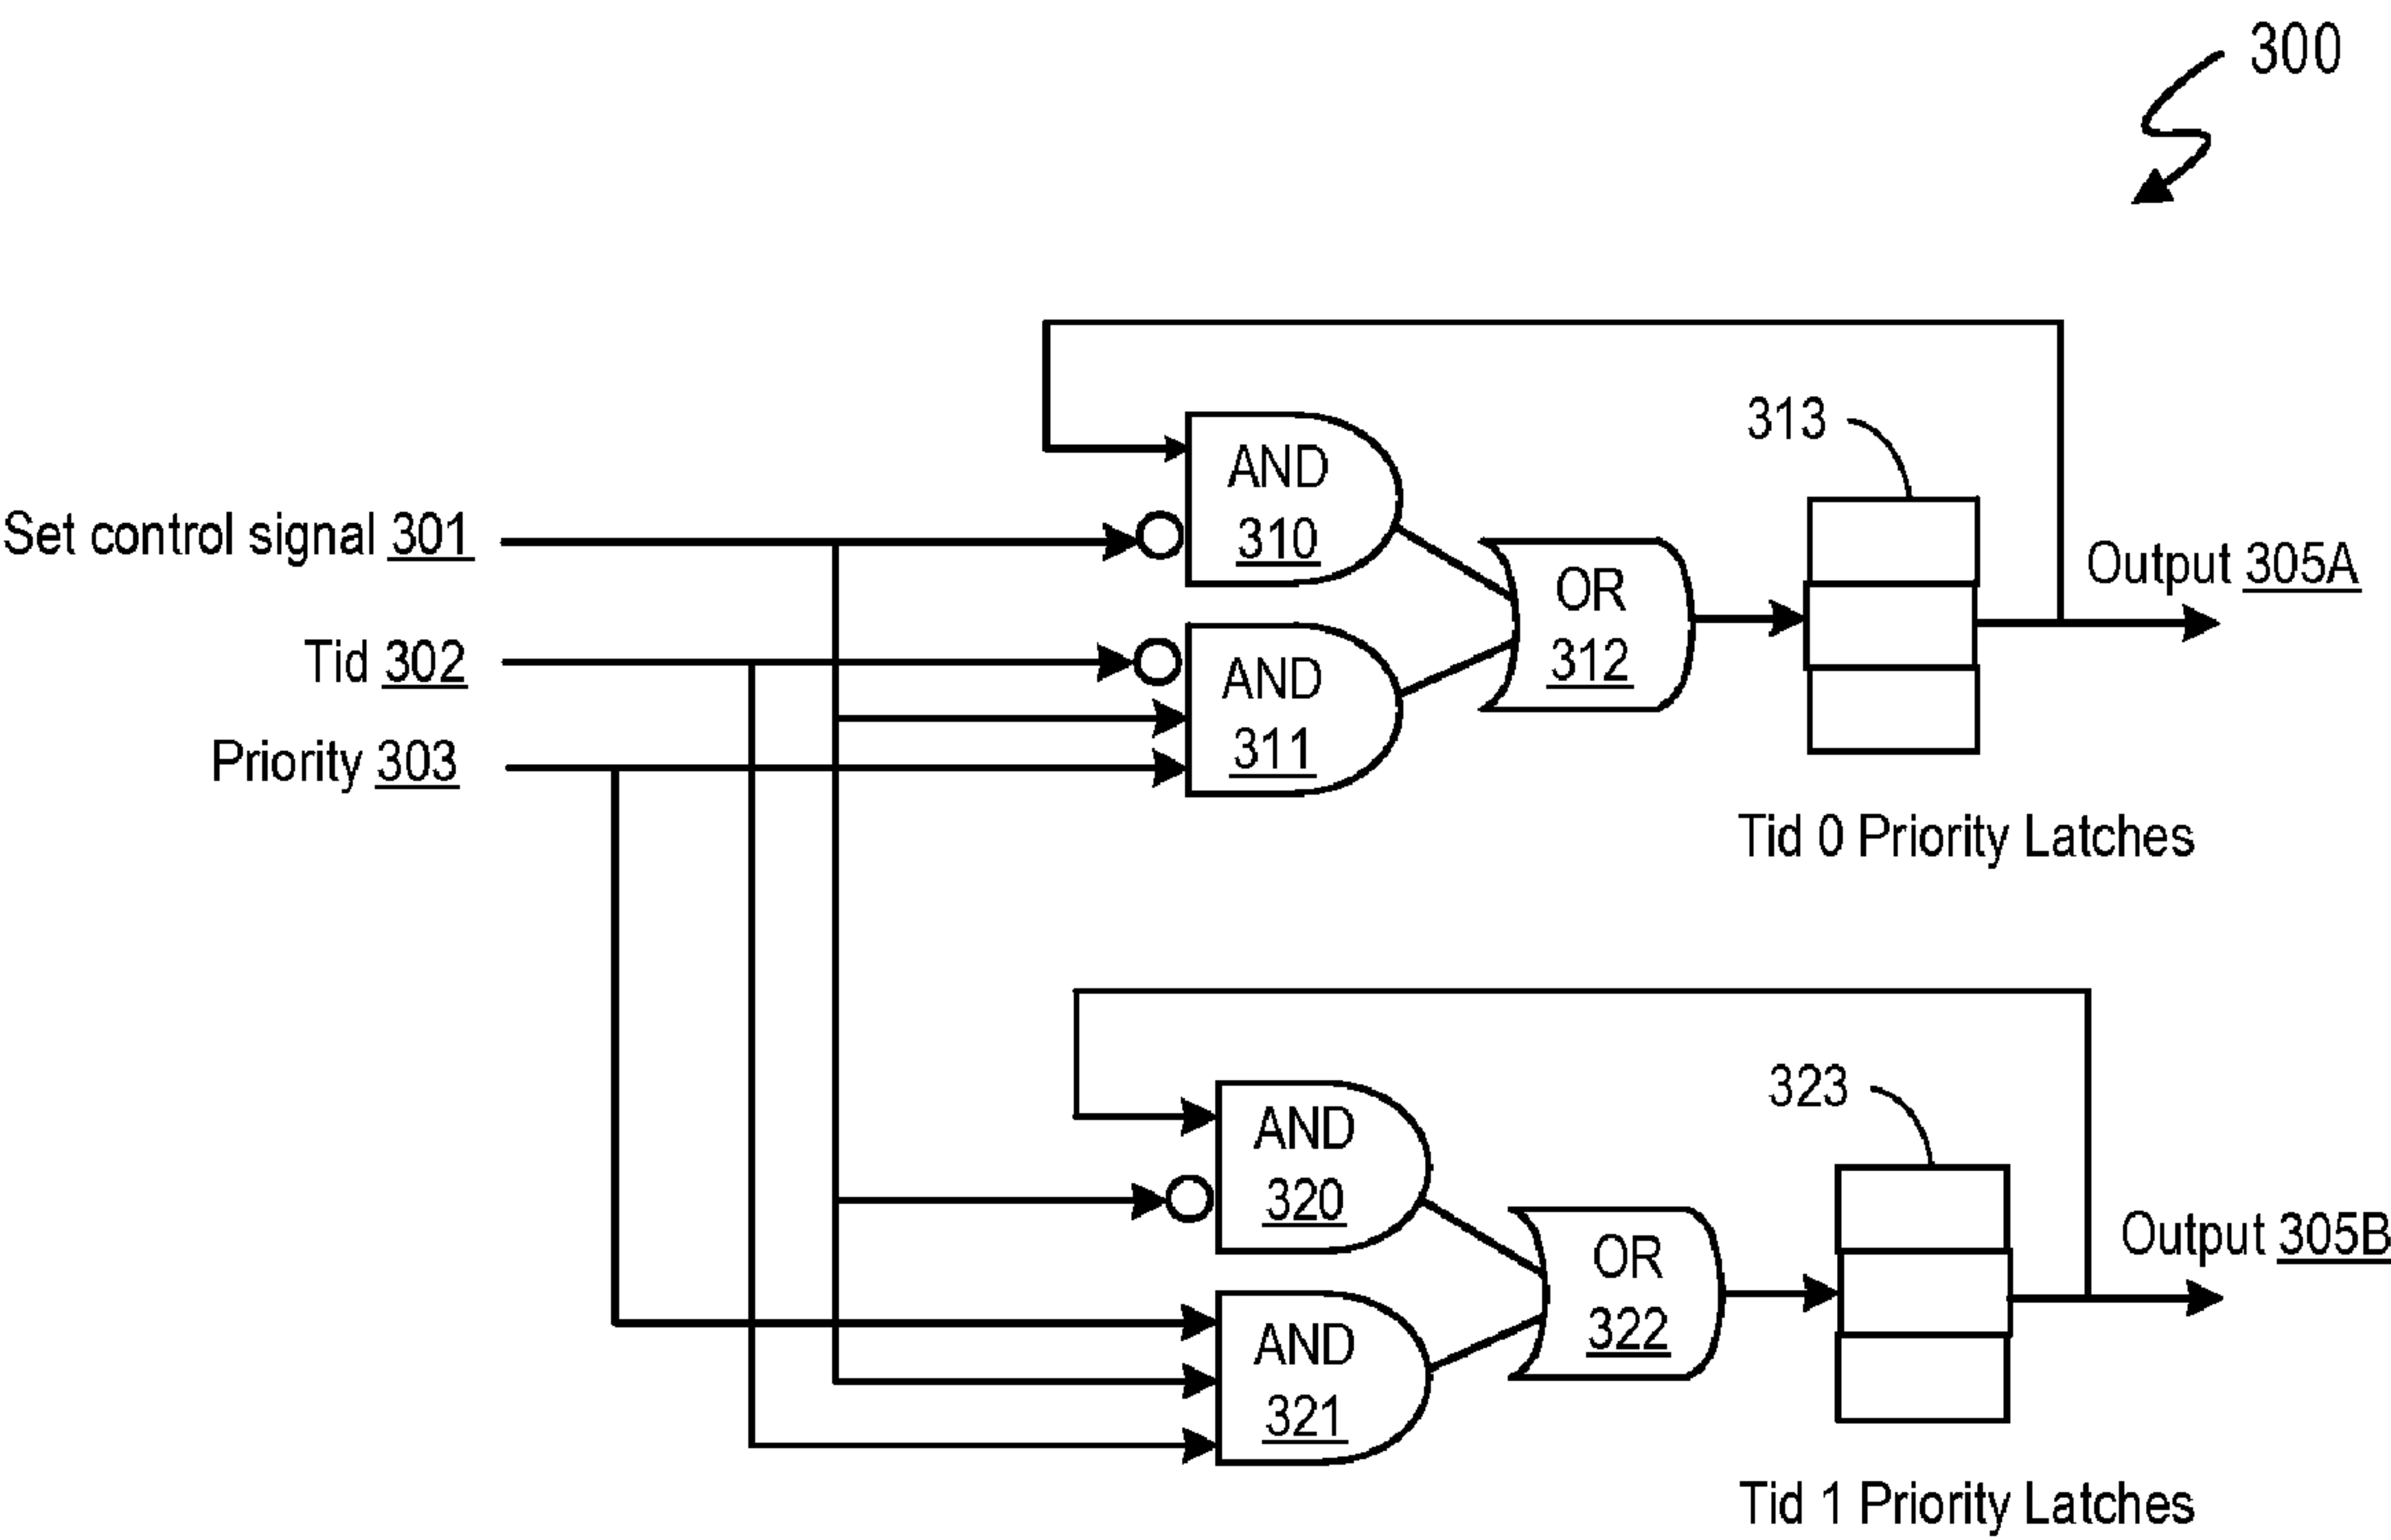 300
313
AND
310
Set control signal 301
OR
312
Output 305A
Tid 302
AND
311
Priority 303
Tid 0 Priority Latches
323
AND
320
OR
322
Output 305B
AND
321
Tid 1 Priority Latches